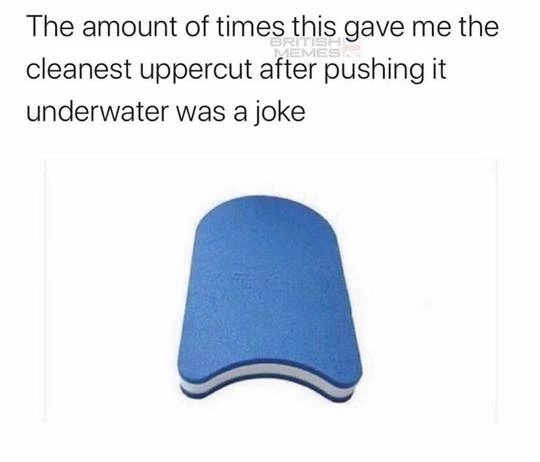 The amount of times this gave me the
BRITISH
MEMES
cleanest uppercut after pushing it
underwater was a joke